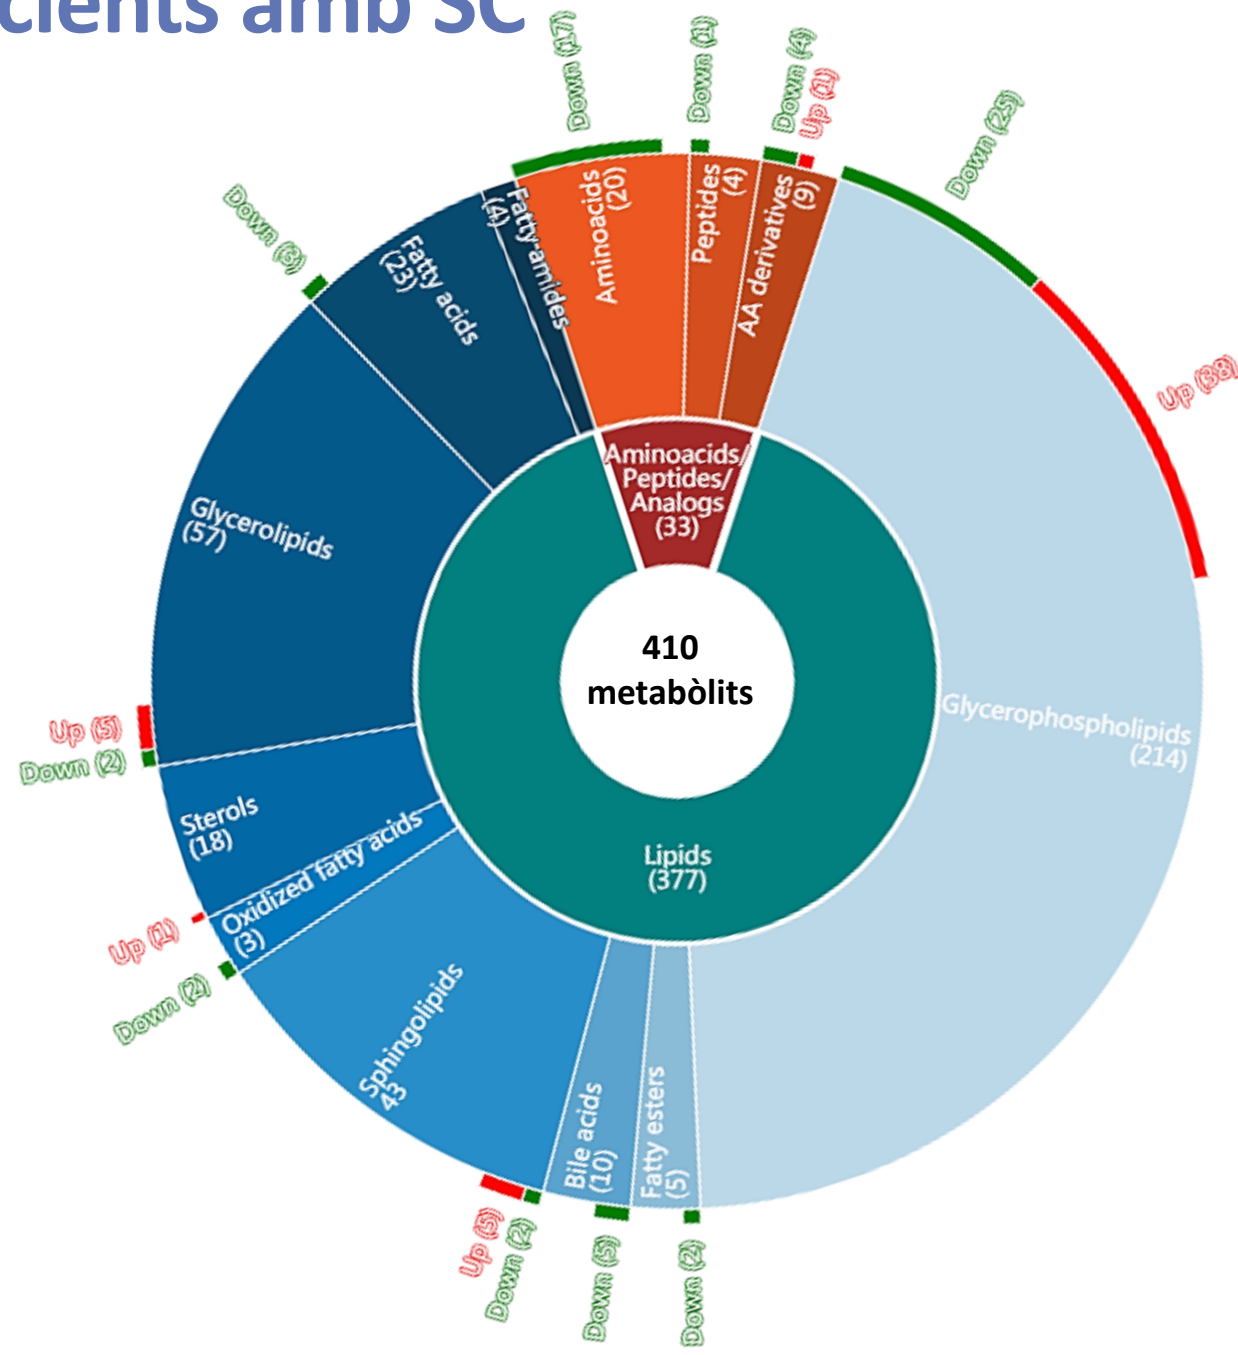 cients amb SC
Down (17)
Down (1)
Down (4)
Up (1)
Down (25)
Up (38)
Down (3)
Fatty-amides
(4)
Aminoacids
(20)
Peptides
(4)
AA derivatives
(9)
Fatty acids
(23)
Aminoacids/
Peptides/
Analogs
(33)
Glycerolipids
(57)
410
metabòlits
Glycerophospholipids
(214)
Up (5)
Down (2)
Sterols
(18)
Lipids
(377)
Oxidized fatty acids
(3)
Up (1)
Down (2)
Sphingolipids
43
Bile acids
(10)
Fatty esters
(5)
Up (5)
Down (2)
Down (5)
Down (2)